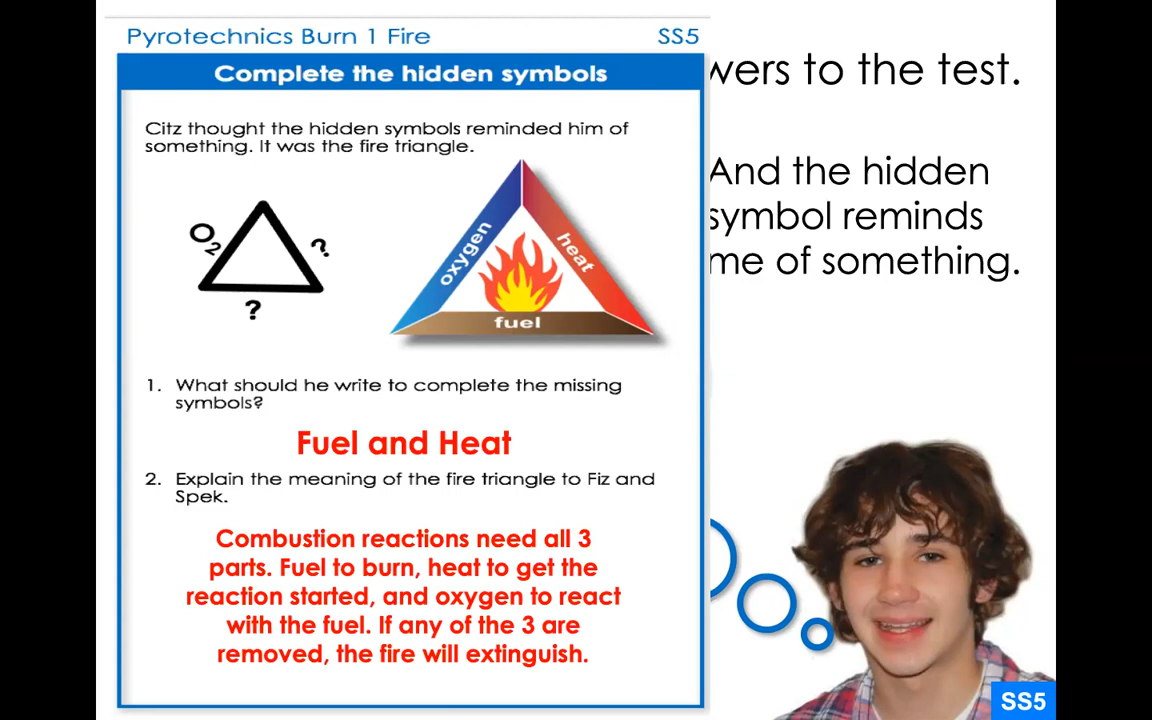 Pyrotechnics Burn 1 Fire SS5
Complete the hidden symbols
Citz thought the hidden symbols reminded him of
something. It was the fire triangle.
O2
?
?
oxygen
heat
fuel
1. What should he write to complete the missing
symbols?
Fuel and Heat
2. Explain the meaning of the fire triangle to Fiz and
Spek.
Combustion reactions need all 3
parts. Fuel to burn, heat to get the
reaction started, and oxygen to react
with the fuel. If any of the 3 are
removed, the fire will extinguish.
wers to the test.
And the hidden
symbol reminds
me of something.
SS5